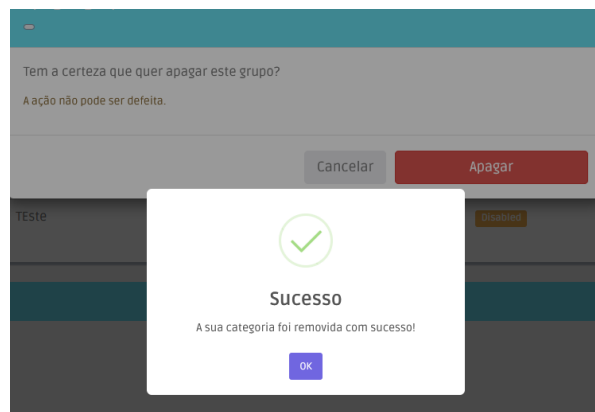 Tem a certeza que quer apagar este grupo?
A ação não pode ser defeita.
Cancelar
Apagar
TEste
Disabled
Sucesso
A sua categoria foi removida com sucesso!
OK